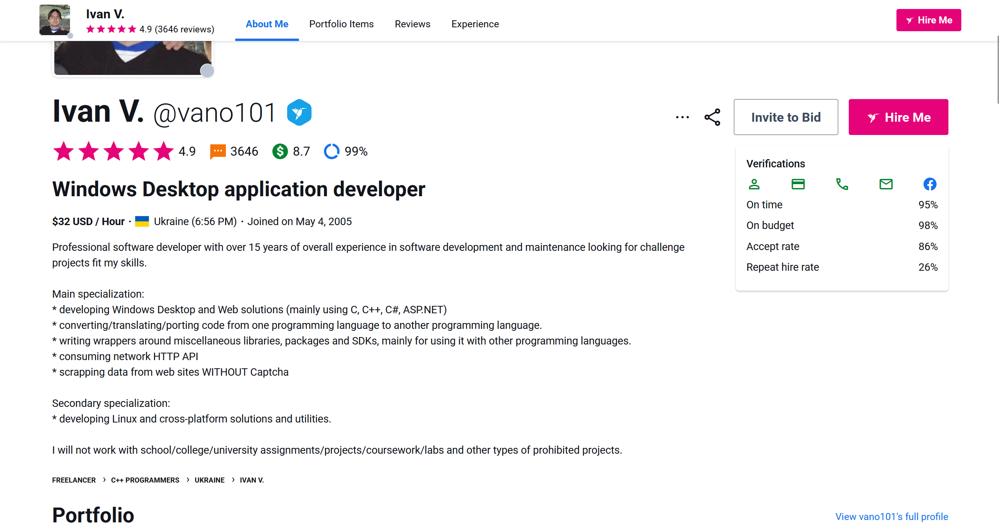 Ivan V.
4.9 (3646 reviews)
About Me
Portfolio Items
Reviews
Experience
Hire Me
Ivan V. @vano101
Invite to Bid
Hire Me
4.9
3646
8.7
99%
Windows Desktop application developer
$32 USD / Hour · Ukraine (6:56 PM) · Joined on May 4, 2005
Professional software developer with over 15 years of overall experience in software development and maintenance looking for challenge
projects fit my skills.
Main specialization:
* developing Windows Desktop and Web solutions (mainly using C, C++, C#, ASP.NET)
* converting/translating/porting code from one programming language to another programming language.
* writing wrappers around miscellaneous libraries, packages and SDKs, mainly for using it with other programming languages.
* consuming network HTTP API
* scrapping data from web sites WITHOUT Captcha
Secondary specialization:
* developing Linux and cross-platform solutions and utilities.
I will not work with school/college/university assignments/projects/coursework/labs and other types of prohibited projects.
Verifications
On time 95%
On budget 98%
Accept rate 86%
Repeat hire rate 26%
FREELANCER › C++ PROGRAMMERS › UKRAINE › IVAN V.
Portfolio
View vano101's full profile